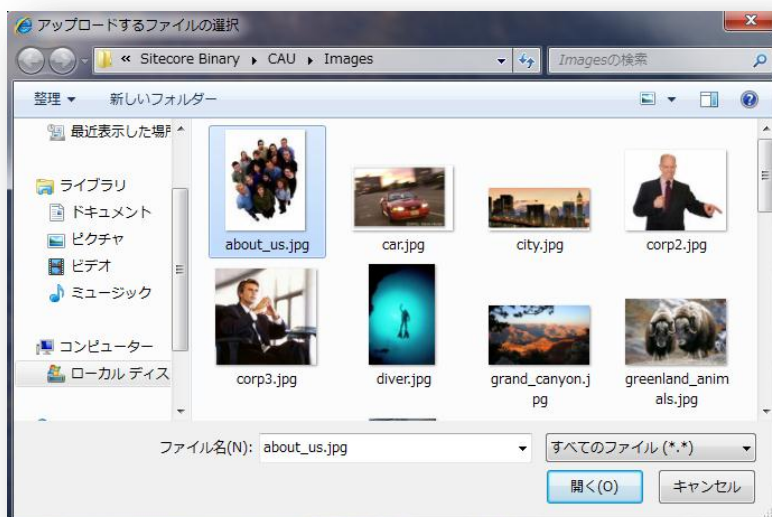 アップロードするファイルの選択
« Sitecore Binary ▸ CAU ▸ Images
Imagesの検索
整理 ▼ 新しいフォルダー
最近表示した場所
ライブラリ
ドキュメント
ピクチャ
ビデオ
ミュージック
コンピューター
ローカル ディス
about_us.jpg
car.jpg
city.jpg
corp2.jpg
corp3.jpg
diver.jpg
grand_canyon.j
pg
greenland_anim
als.jpg
ファイル名(N): about_us.jpg
すべてのファイル (*.*)
開く(O)
キャンセル